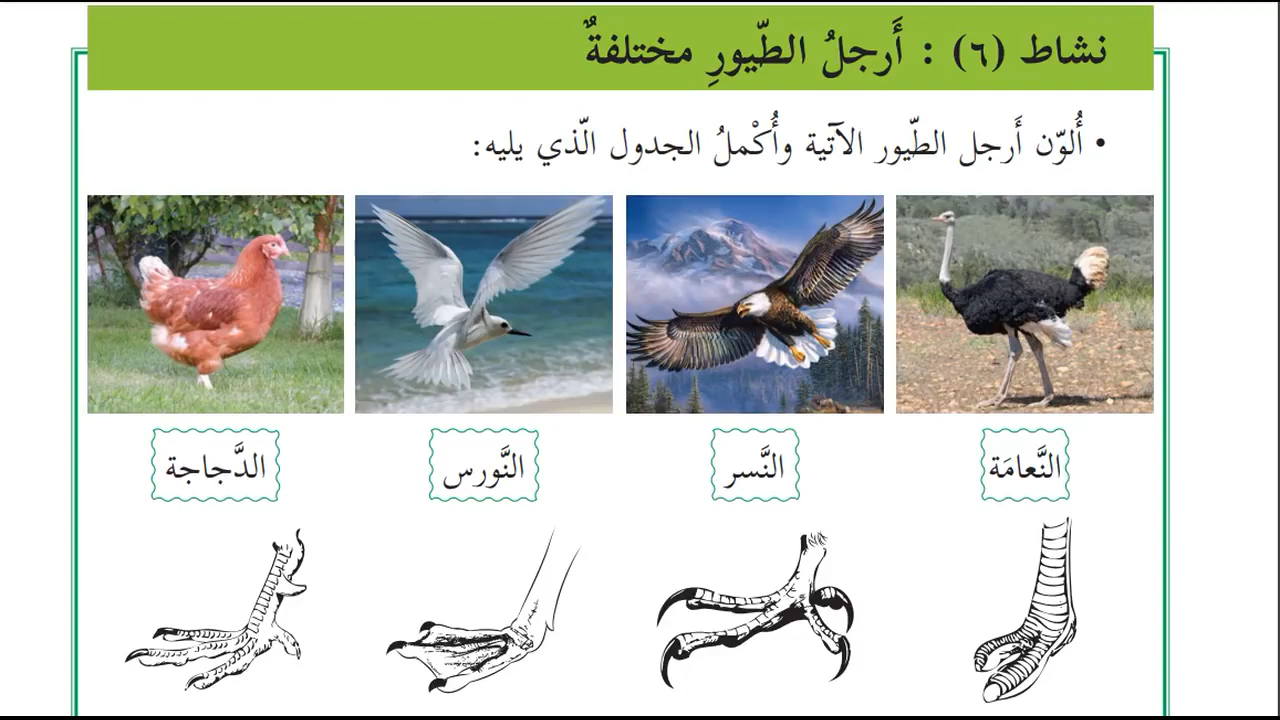 نشاط (٦) : أَرجلُ الطّيورِ مختلفةٌ
• أُلوّن أَرجل الطّيور الآتية وأُكْملُ الجدول الّذي يليه:
النَّعامَة
النَّسر
النَّورس
الدَّجاجة